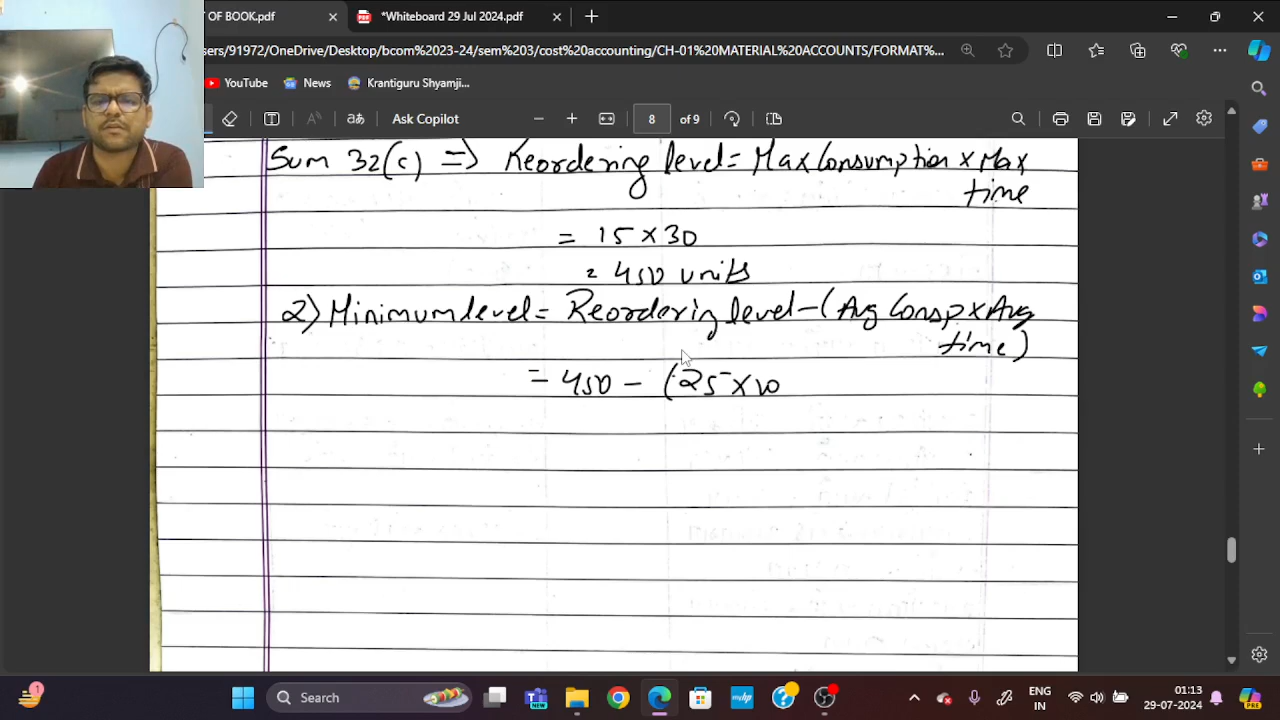 OF BOOK.pdf
*Whiteboard 29 Jul 2024.pdf
sers/91972/OneDrive/Desktop/bcom%2023-24/sem%203/cost%20accounting/CH-01%20MATERIAL%20ACCOUNTS/FORMAT%...
YouTube
News
Krantiguru Shyamji...
Ask Copilot
8
of 9
Sum 32(c) => Reordering level = Max Consumption x Max
time
= 15 x 30
= 450 units
2) Minimum level = Reordering level - (Avg Consp x Avg
time)
= 450 - (25 x 10
Search
ENG
IN
01:13
29-07-2024